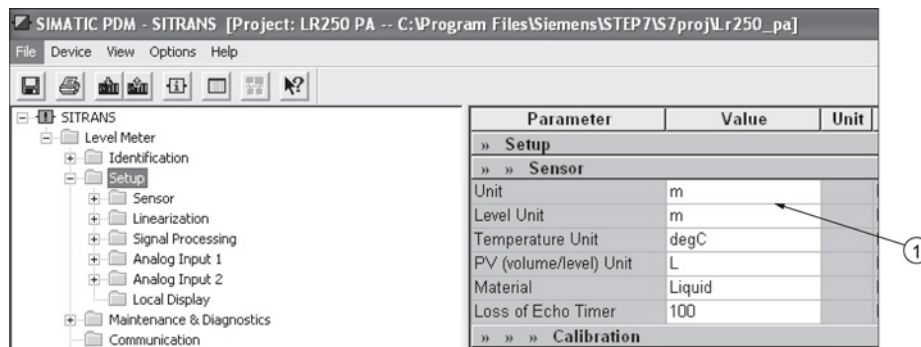 SIMATIC PDM - SITRANS [Project: LR250 PA -- C:\Program Files\Siemens\STEP7\S7proj\Lr250_pa]
File Device View Options Help
SITRANS
Level Meter
Identification
Setup
Sensor
Linearization
Signal Processing
Analog Input 1
Analog Input 2
Local Display
Maintenance & Diagnostics
Communication
Parameter Value Unit
» Setup
» » Sensor
Unit m
Level Unit m
Temperature Unit degC
PV (volume/level) Unit L
Material Liquid
Loss of Echo Timer 100
» » » Calibration
1